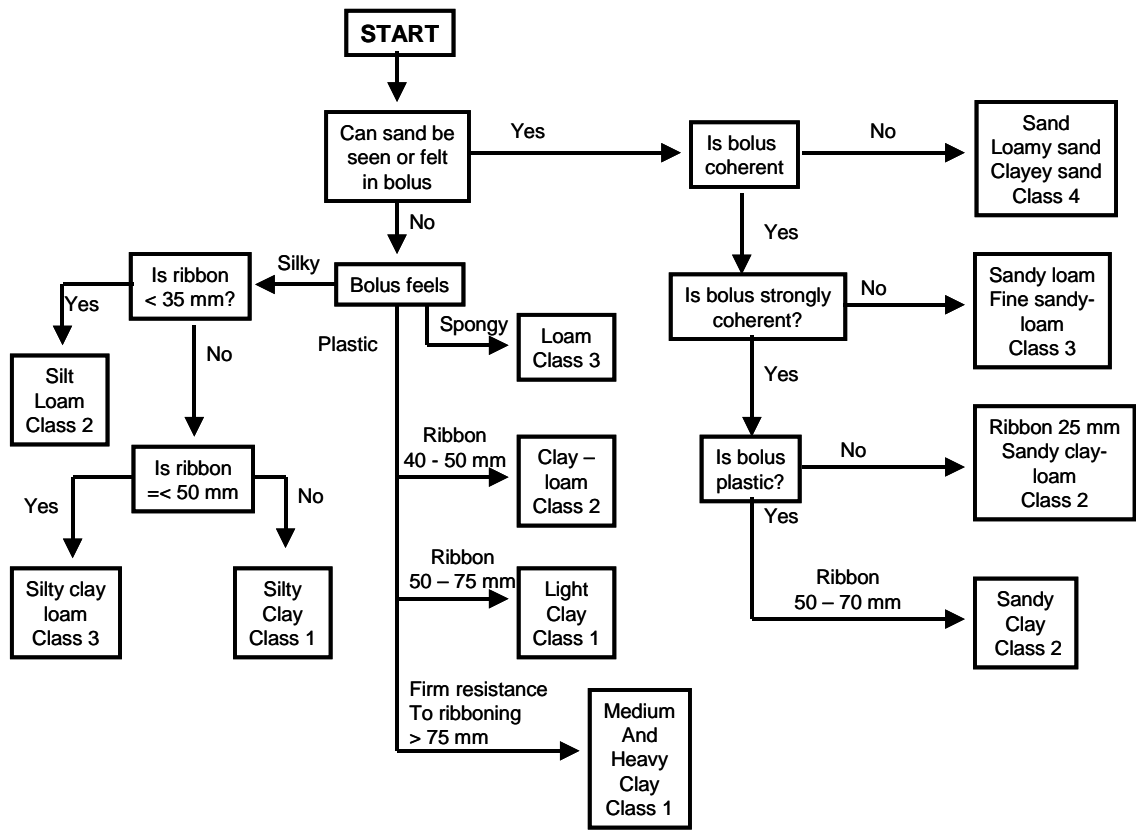 START
Can sand be
seen or felt
in bolus
Yes
Is bolus
coherent
No
Sand
Loamy sand
Clayey sand
Class 4
No
Yes
Is ribbon
< 35 mm?
Silky
Bolus feels
Is bolus strongly
coherent?
No
Sandy loam
Fine sandy-
loam
Class 3
Yes
Plastic
Spongy
Loam
Class 3
No
Silt
Loam
Class 2
Yes
Ribbon
40 - 50 mm
Clay –
loam
Class 2
Is bolus
plastic?
No
Ribbon 25 mm
Sandy clay-
loam
Class 2
Is ribbon
=< 50 mm
Yes
No
Yes
Silty clay
loam
Class 3
Silty
Clay
Class 1
Ribbon
50 – 75 mm
Light
Clay
Class 1
Ribbon
50 – 70 mm
Sandy
Clay
Class 2
Firm resistance
To ribboning
> 75 mm
Medium
And
Heavy
Clay
Class 1